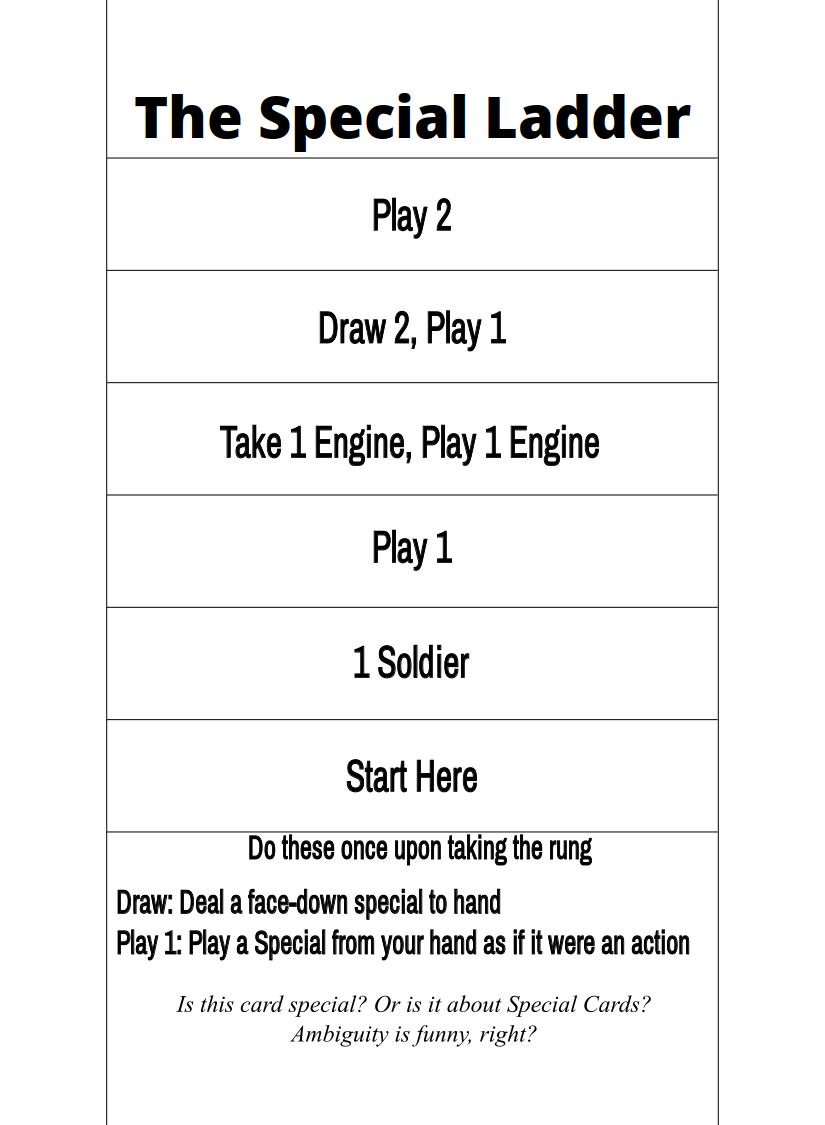 The Special Ladder
Play 2
Draw 2, Play 1
Take 1 Engine, Play 1 Engine
Play 1
1 Soldier
Start Here
Do these once upon taking the rung
Draw: Deal a face-down special to hand
Play 1: Play a Special from your hand as if it were an action
Is this card special? Or is it about Special Cards?
Ambiguity is funny, right?